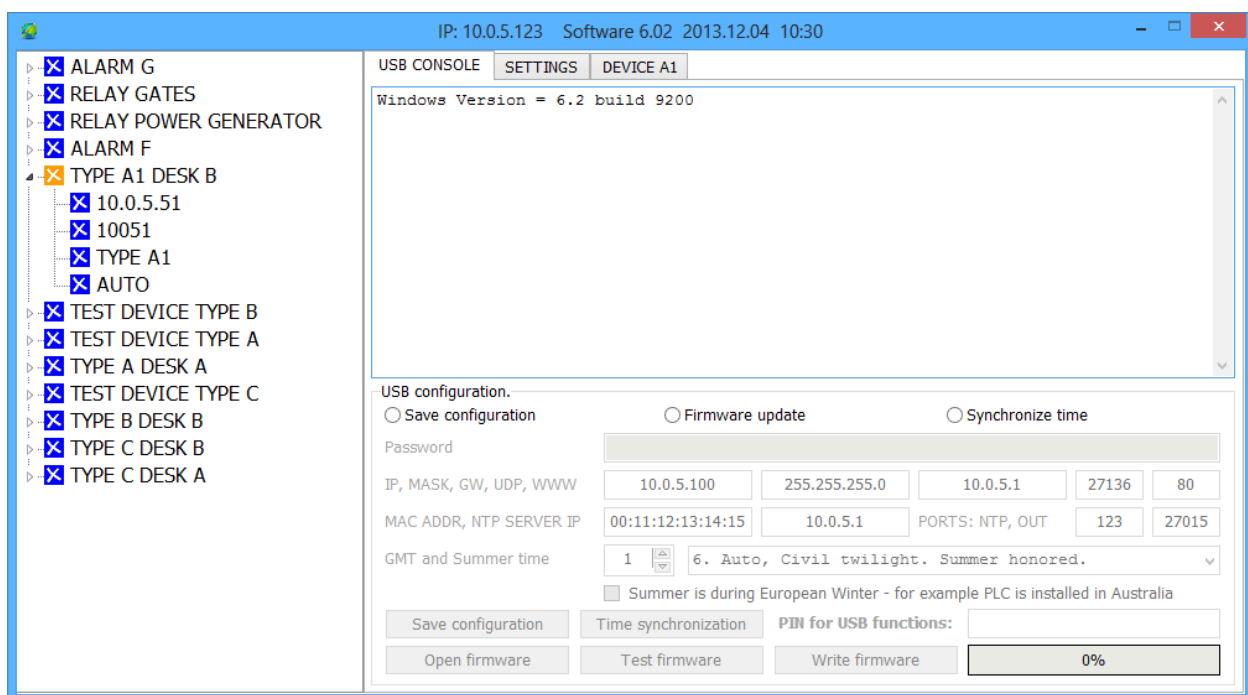 IP: 10.0.5.123 Software 6.02 2013.12.04 10:30
ALARM G
RELAY GATES
RELAY POWER GENERATOR
ALARM F
TYPE A1 DESK B
10.0.5.51
10051
TYPE A1
AUTO
TEST DEVICE TYPE B
TEST DEVICE TYPE A
TYPE A DESK A
TEST DEVICE TYPE C
TYPE B DESK B
TYPE C DESK B
TYPE C DESK A
USB CONSOLE SETTINGS DEVICE A1
Windows Version = 6.2 build 9200
USB configuration.
Save configuration Firmware update Synchronize time
Password
IP, MASK, GW, UDP, WWW 10.0.5.100 255.255.255.0 10.0.5.1 27136 80
MAC ADDR, NTP SERVER IP 00:11:12:13:14:15 10.0.5.1 PORTS: NTP, OUT 123 27015
GMT and Summer time 1 6. Auto, Civil twilight. Summer honored.
Summer is during European Winter - for example PLC is installed in Australia
Save configuration Time synchronization PIN for USB functions:
Open firmware Test firmware Write firmware 0%